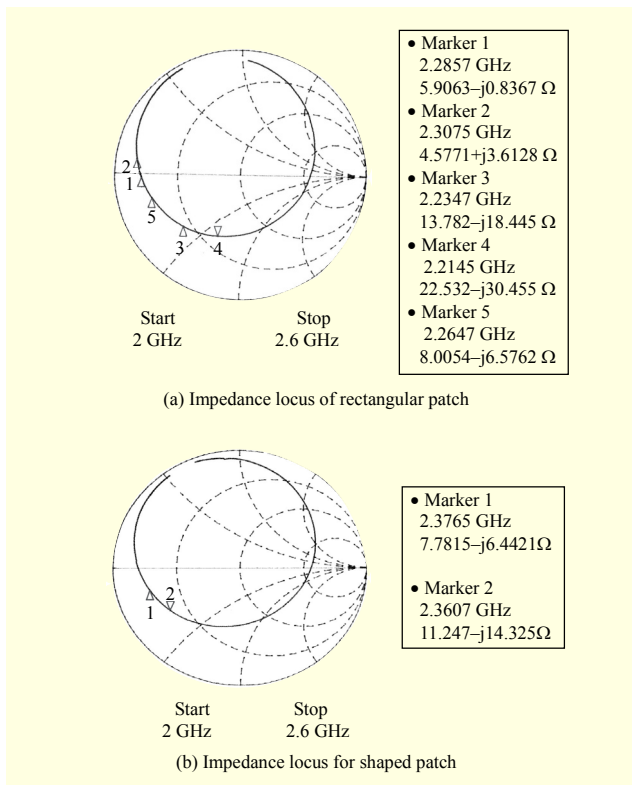 • Marker 1
2.2857 GHz
5.9063–j0.8367 Ω
• Marker 2
2.3075 GHz
4.5771+j3.6128 Ω
• Marker 3
2.2347 GHz
13.782–j18.445 Ω
• Marker 4
2.2145 GHz
22.532–j30.455 Ω
• Marker 5
2.2647 GHz
8.0054–j6.5762 Ω
2
1
5
3 4
Start Stop
2 GHz 2.6 GHz
(a) Impedance locus of rectangular patch
• Marker 1
2.3765 GHz
7.7815–j6.4421Ω
• Marker 2
2.3607 GHz
11.247–j14.325Ω
2
1
Start Stop
2 GHz 2.6 GHz
(b) Impedance locus for shaped patch